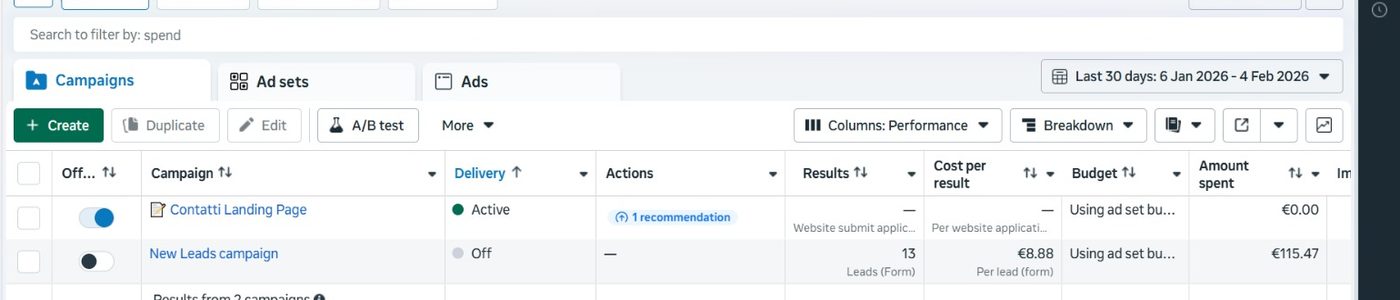 Search to filter by: spend
Campaigns
Ad sets
Ads
Last 30 days: 6 Jan 2026 - 4 Feb 2026
+ Create
Duplicate
Edit
A/B test
More
Columns: Performance
Breakdown
Off... Campaign Delivery Actions Results Cost per result Budget Amount spent Im
Contatti Landing Page Active 1 recommendation — — Using ad set bu... €0.00
Website submit applic... Per website applicati...
New Leads campaign Off — 13 €8.88 Using ad set bu... €115.47
Leads (Form) Per lead (form)
Results from 2 campaigns